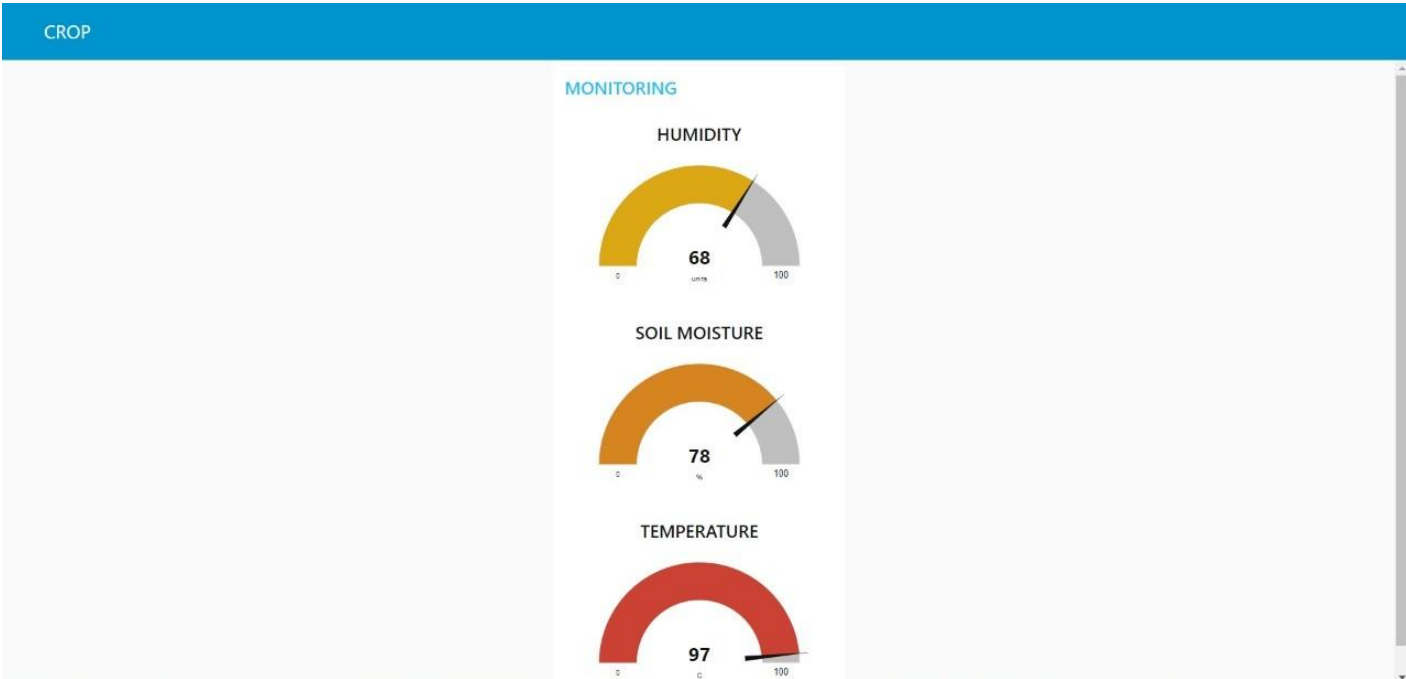 CROP
MONITORING
HUMIDITY
68
0 units 100
SOIL MOISTURE
78
0 % 100
TEMPERATURE
97
0 C 100